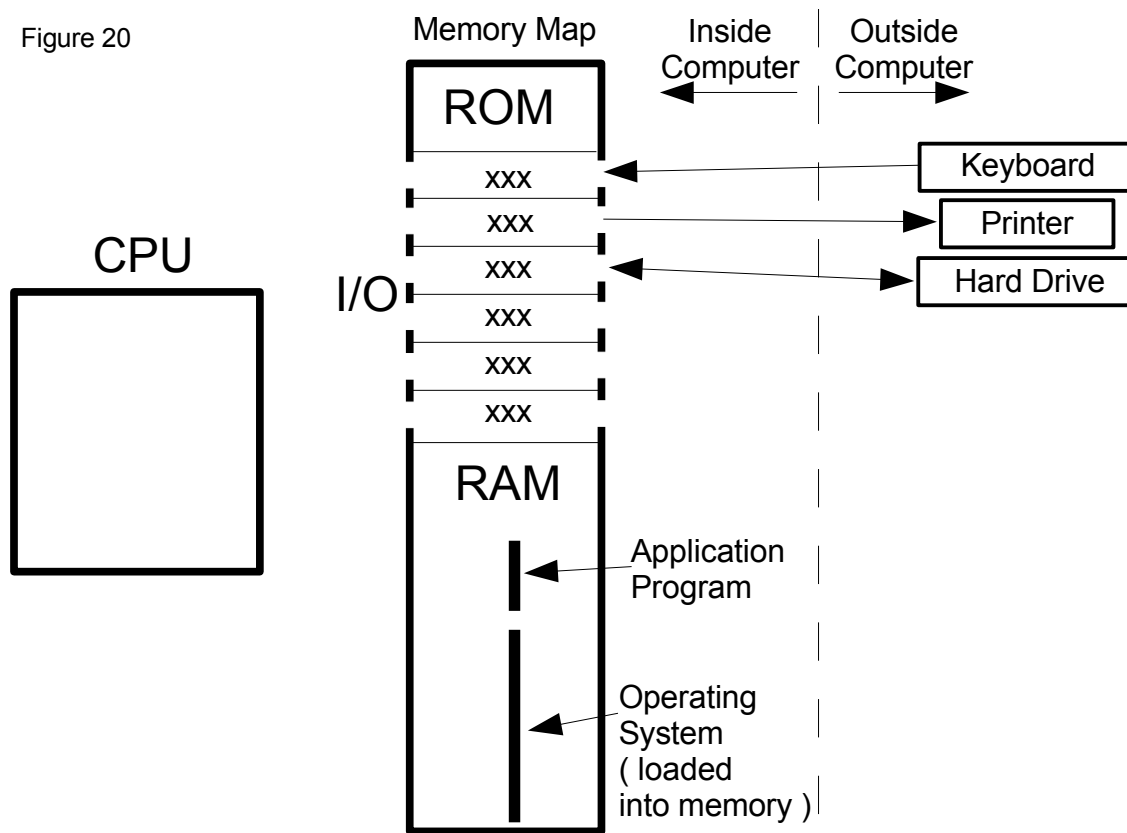 Figure 20
Memory Map
Inside
Computer
Outside
Computer
ROM
xxx
Keyboard
xxx
Printer
CPU
xxx
Hard Drive
I/O
xxx
xxx
xxx
RAM
Application
Program
Operating
System
( loaded
into memory )